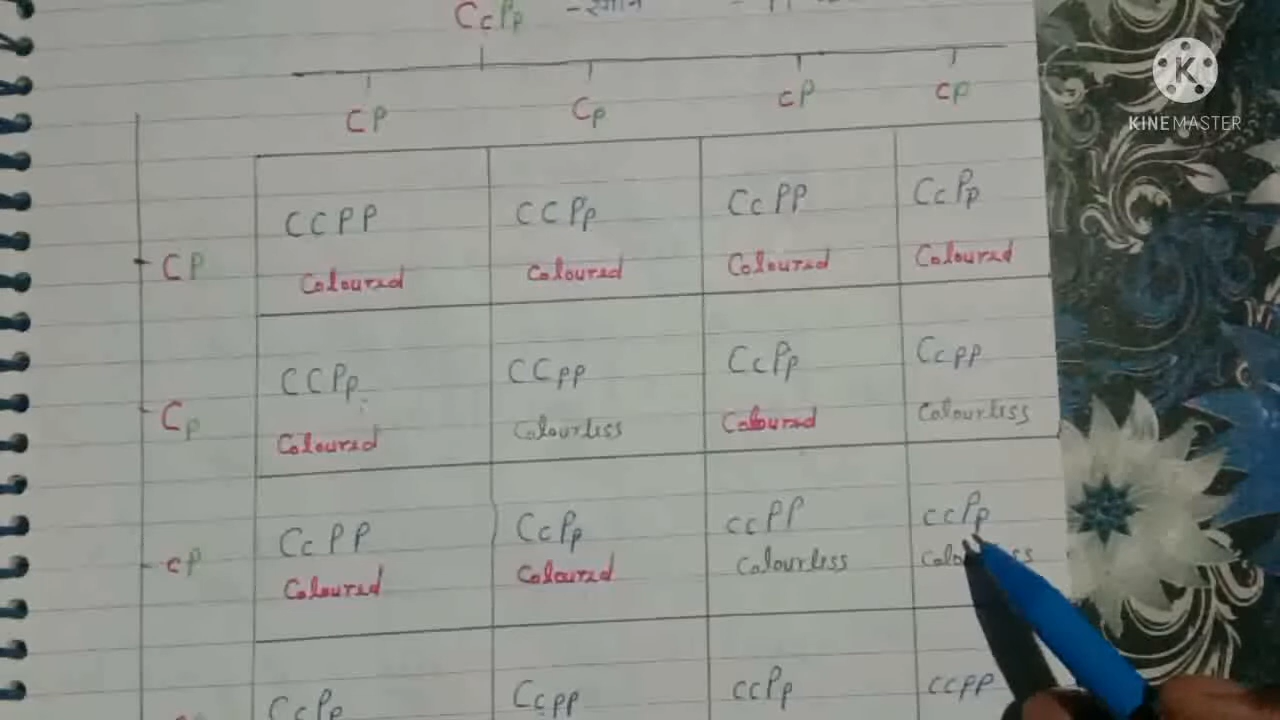 CcPp
CP Cp cP cP
CP CCPP CCPp CcPP CcPp
Coloured Coloured Coloured Coloured
Cp CCPp CCpp CcPp Ccpp
Coloured Colourless Coloured Colourless
cP CcPP CcPp ccPP ccPp
Coloured Coloured Colourless
CcPp Ccpp ccPp ccpp
K
KINEMASTER